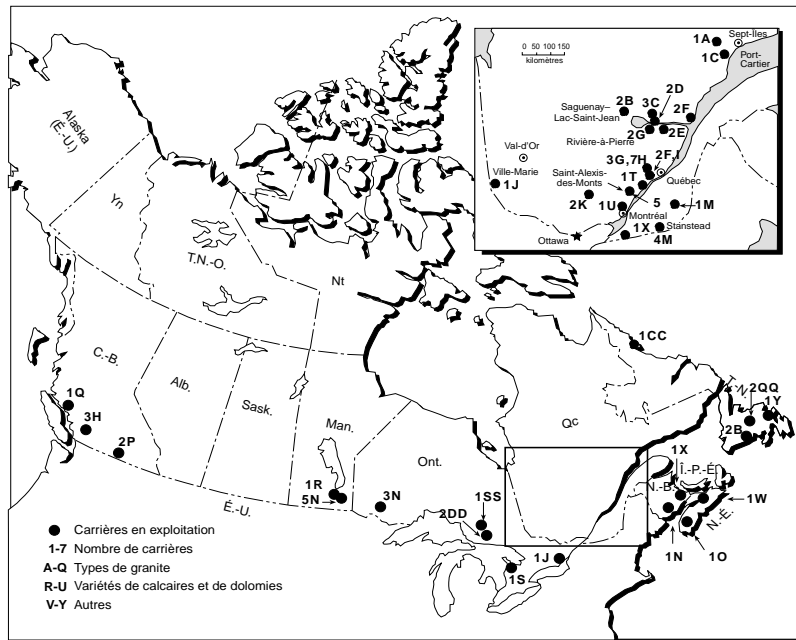 1A
Sept-Îles
1C
Port-
Cartier
0 50 100 150
kilomètres
2D
2B
3C
2F
Saguenay–
Lac-Saint-Jean
2G
2E
Rivière-à-Pierre
Val-d'Or
3G,7H
2F,I
Ville-Marie
Saint-Alexis-
des-Monts
1T
Québec
1J
5
2K
1U
1M
Montréal
Ottawa
1X
Stanstead
4M
Alaska
(É.-U.)
Yn
T.N.-O.
Nt
C.-B.
Alb.
Sask.
Man.
Ont.
Qc
T.-N.
1CC
2QQ
1Y
2B
1Q
3H
2P
1R
5N
3N
1SS
2DD
1J
1S
1X
Î.-P.-É.
N.-B.
1W
N.-É.
1N
1O
É.-U.
Carrières en exploitation
1-7 Nombre de carrières
A-Q Types de granite
R-U Variétés de calcaires et de dolomies
V-Y Autres